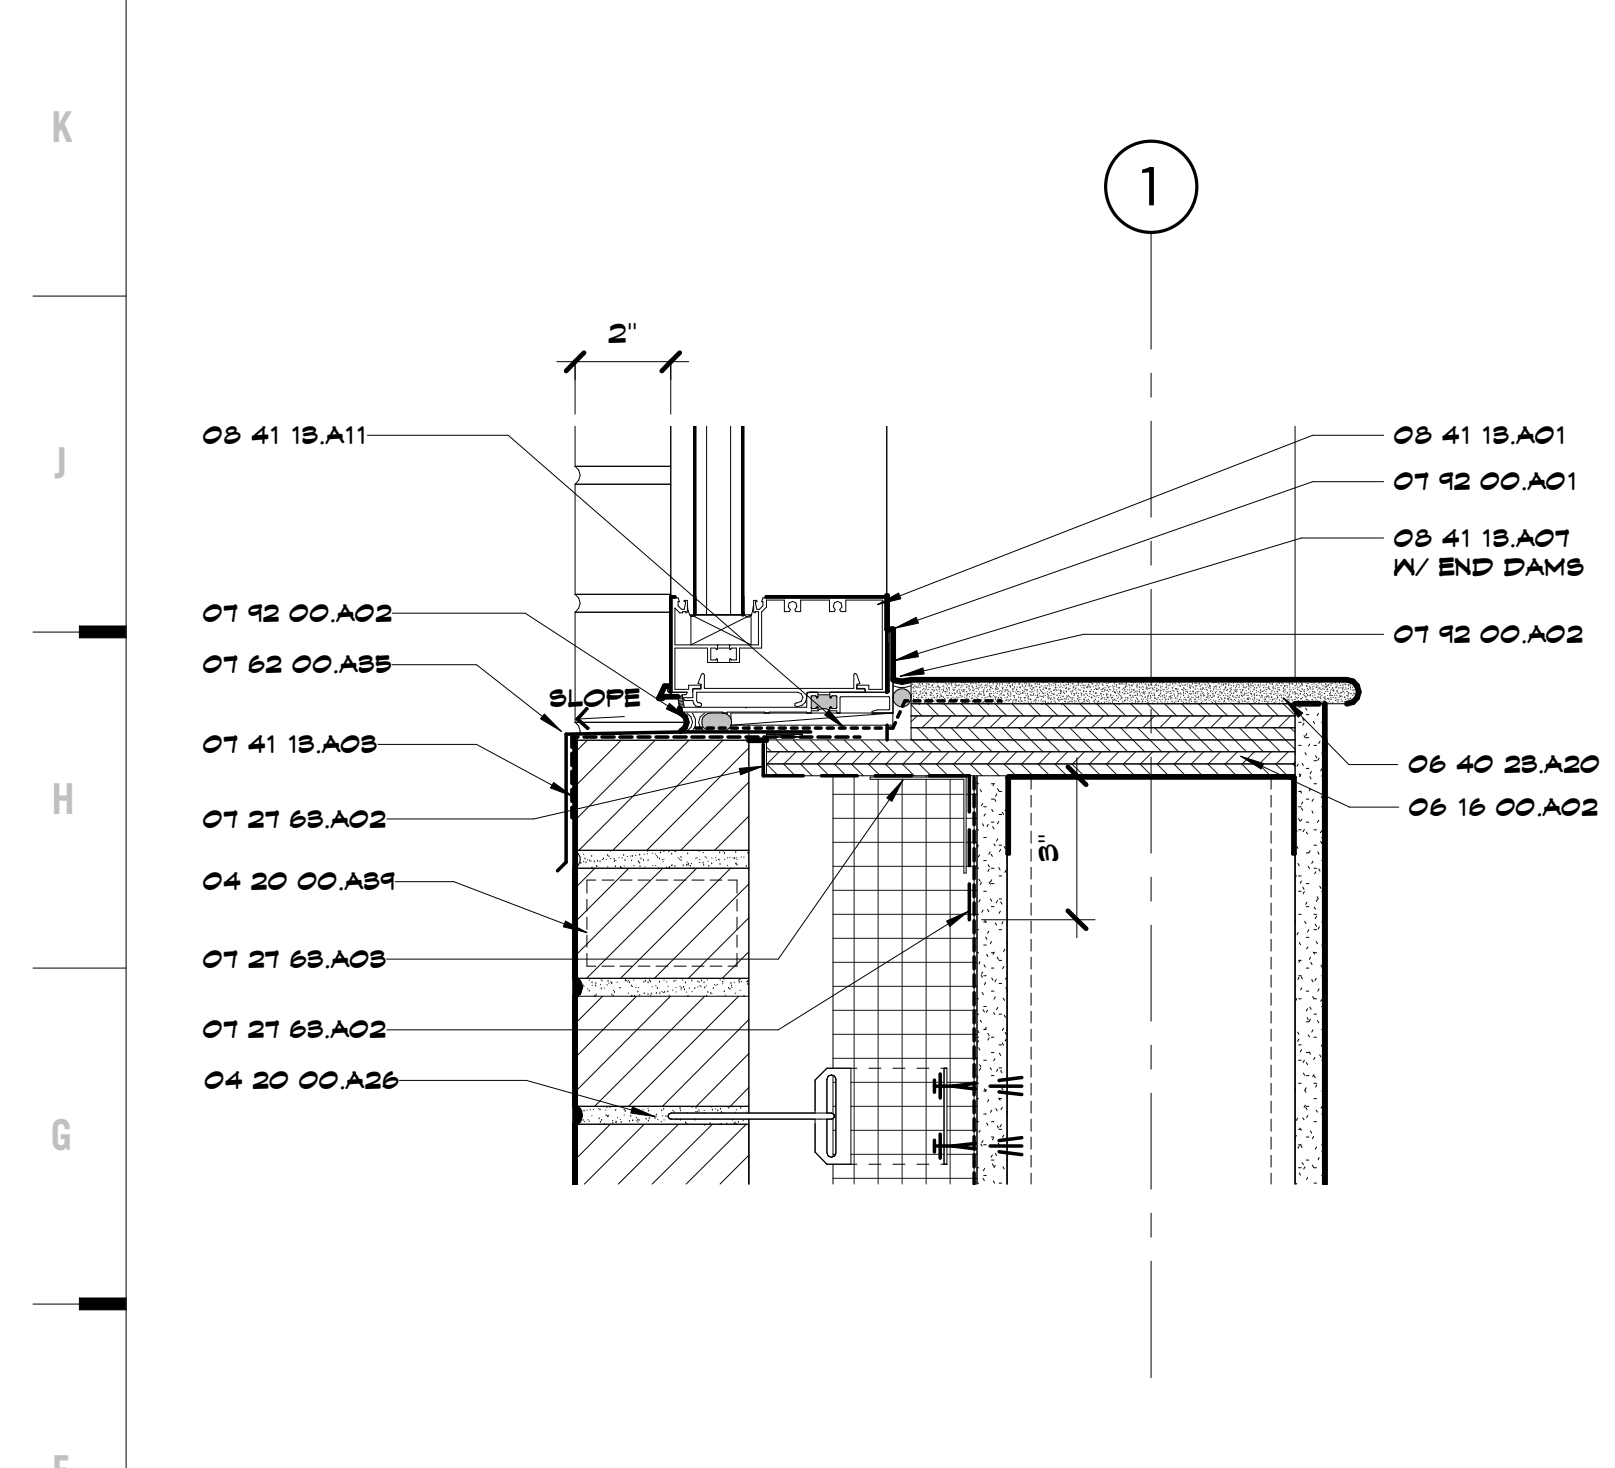 K
1
2"
J
08 41 13.A11
08 41 13.A01
07 92 00.A01
08 41 13.A07
W/ END DAMS
07 92 00.A02
07 92 00.A02
07 62 00.A35
SLOPE
07 41 13.A03
06 40 23.A20
H
07 27 63.A02
06 16 00.A02
3"
04 20 00.A39
07 27 63.A03
07 27 63.A02
04 20 00.A26
G